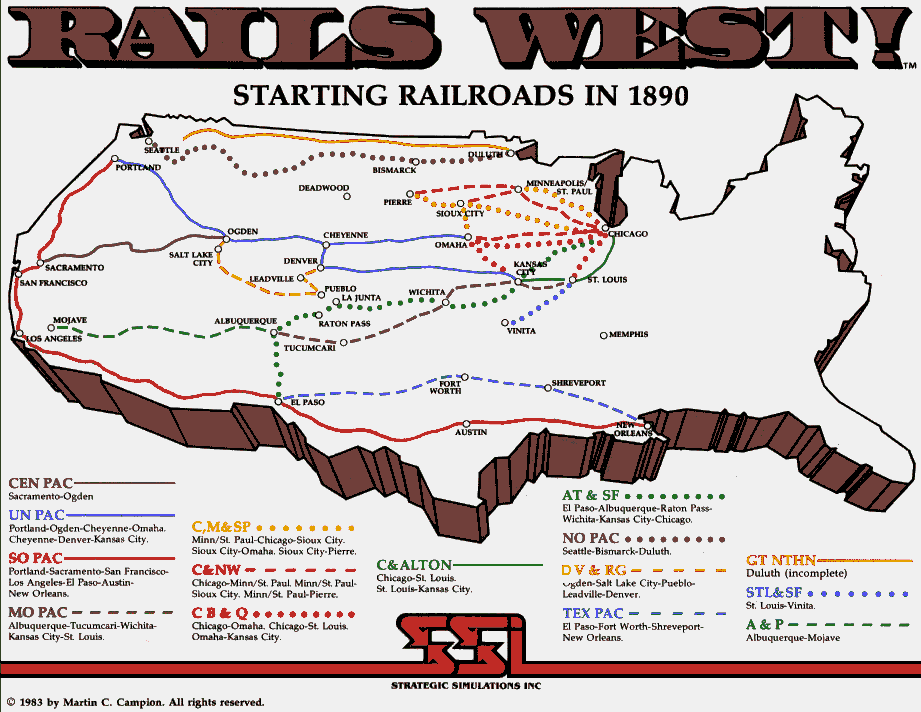 RAILS WEST!™
STARTING RAILROADS IN 1890
SEATTLE
PORTLAND
DULUTH
BISMARCK
DEADWOOD
MINNEAPOLIS/
ST. PAUL
PIERRE
SIOUX CITY
OGDEN
CHEYENNE
OMAHA
CHICAGO
SALT LAKE
CITY
DENVER
SACRAMENTO
SAN FRANCISCO
LEADVILLE
KANSAS
CITY
ST. LOUIS
PUEBLO
LA JUNTA
WICHITA
MOJAVE
ALBUQUERQUE
RATON PASS
LOS ANGELES
TUCUMCARI
VINITA
MEMPHIS
FORT
WORTH
SHREVEPORT
EL PASO
AUSTIN
NEW
ORLEANS
CEN PAC
Sacramento-Ogden
UN PAC
Portland-Ogden-Cheyenne-Omaha.
Cheyenne-Denver-Kansas City.
SO PAC
Portland-Sacramento-San Francisco-
Los Angeles-El Paso-Austin-
New Orleans.
MO PAC
Albuquerque-Tucumcari-Wichita-
Kansas City-St. Louis.
C,M&SP
Minn/St. Paul-Chicago-Sioux City.
Sioux City-Omaha. Sioux City-Pierre.
C&NW
Chicago-Minn/St. Paul. Minn/St. Paul-
Sioux City. Minn/St. Paul-Pierre.
C B & Q
Chicago-Omaha. Chicago-St. Louis.
Omaha-Kansas City.
C&ALTON
Chicago-St. Louis.
St. Louis-Kansas City.
AT & SF
El Paso-Albuquerque-Raton Pass-
Wichita-Kansas City-Chicago.
NO PAC
Seattle-Bismarck-Duluth.
D V & RG
Ogden-Salt Lake City-Pueblo-
Leadville-Denver.
TEX PAC
El Paso-Fort Worth-Shreveport-
New Orleans.
GT NTHN
Duluth (incomplete)
STL&SF
St. Louis-Vinita.
A & P
Albuquerque-Mojave
SSI
STRATEGIC SIMULATIONS INC
© 1983 by Martin C. Campion. All rights reserved.